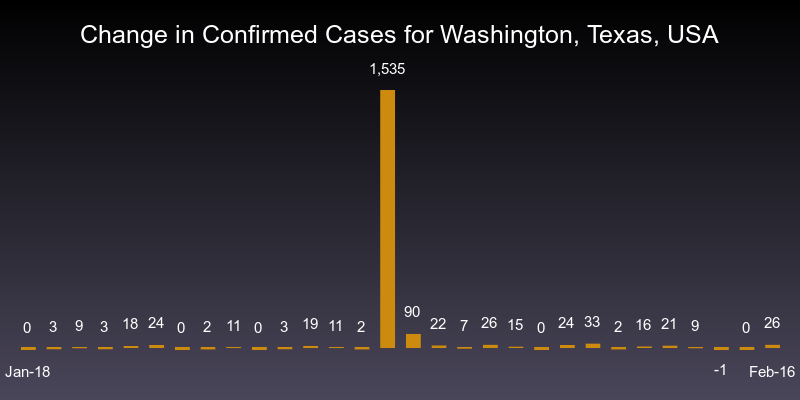 Change in Confirmed Cases for Washington, Texas, USA
1,535
0 3 9 3 18 24 0 2 11 0 3 19 11 2 90 22 7 26 15 0 24 33 2 16 21 9 0 26
-1
Jan-18 Feb-16